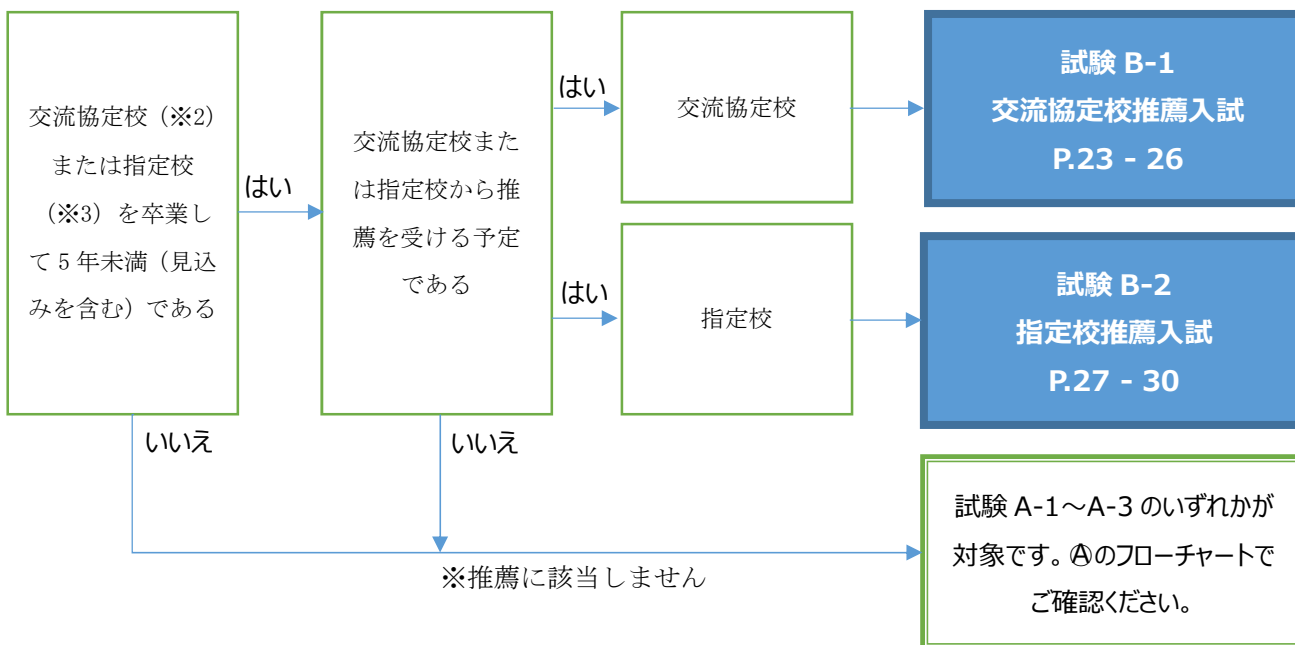 交流協定校（※2）
または指定校
（※3）を卒業し
て 5 年未満（見込
みを含む）である
はい
いいえ
交流協定校また
は指定校から推
薦を受ける予定
である
はい
はい
いいえ
交流協定校
指定校
試験 B-1
交流協定校推薦入試
P.23 - 26
試験 B-2
指定校推薦入試
P.27 - 30
※推薦に該当しません
試験 A-1～A-3 のいずれかが
対象です。Ⓐのフローチャートで
ご確認ください。